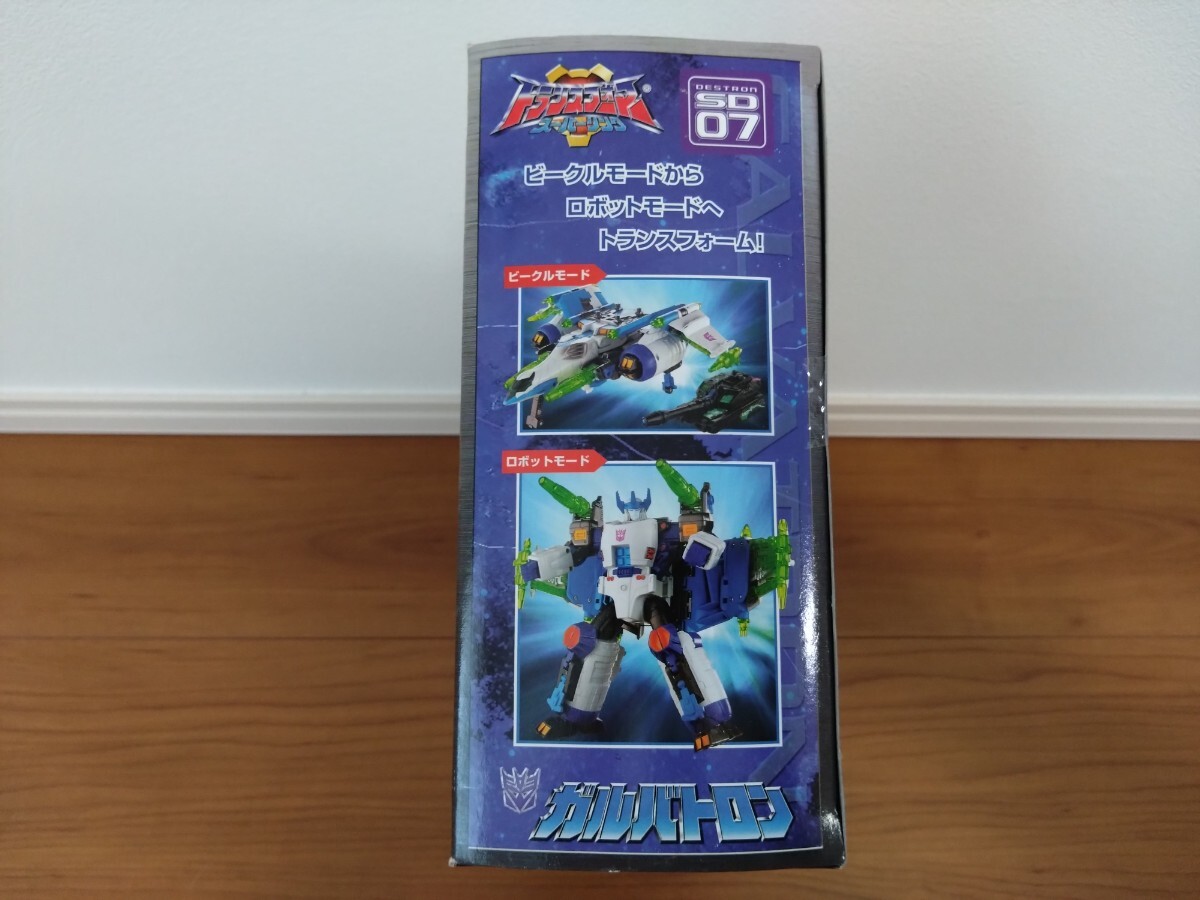 トランスフォーマー
スーパーリンク
DESTRON
SD
07
ビークルモードから
ロボットモードへ
トランスフォーム!
ビークルモード
ロボットモード
ガルバトロン
GALVATRON